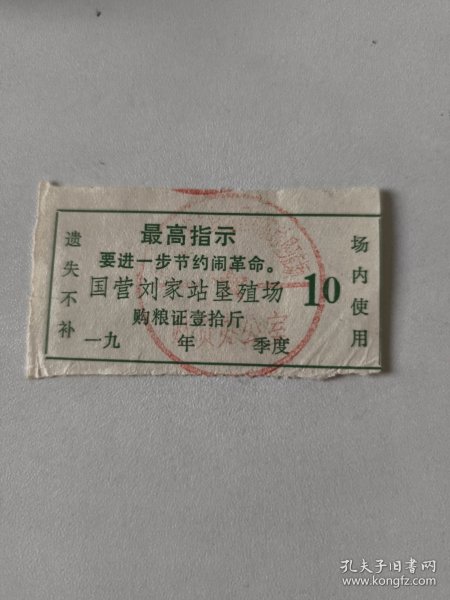 最高指示
要进一步节约闹革命。
国营刘家站垦殖场
购粮证壹拾斤
一九 年 季度
10
遗失不补
场内使用
孔夫子旧书网
www.kongfz.com